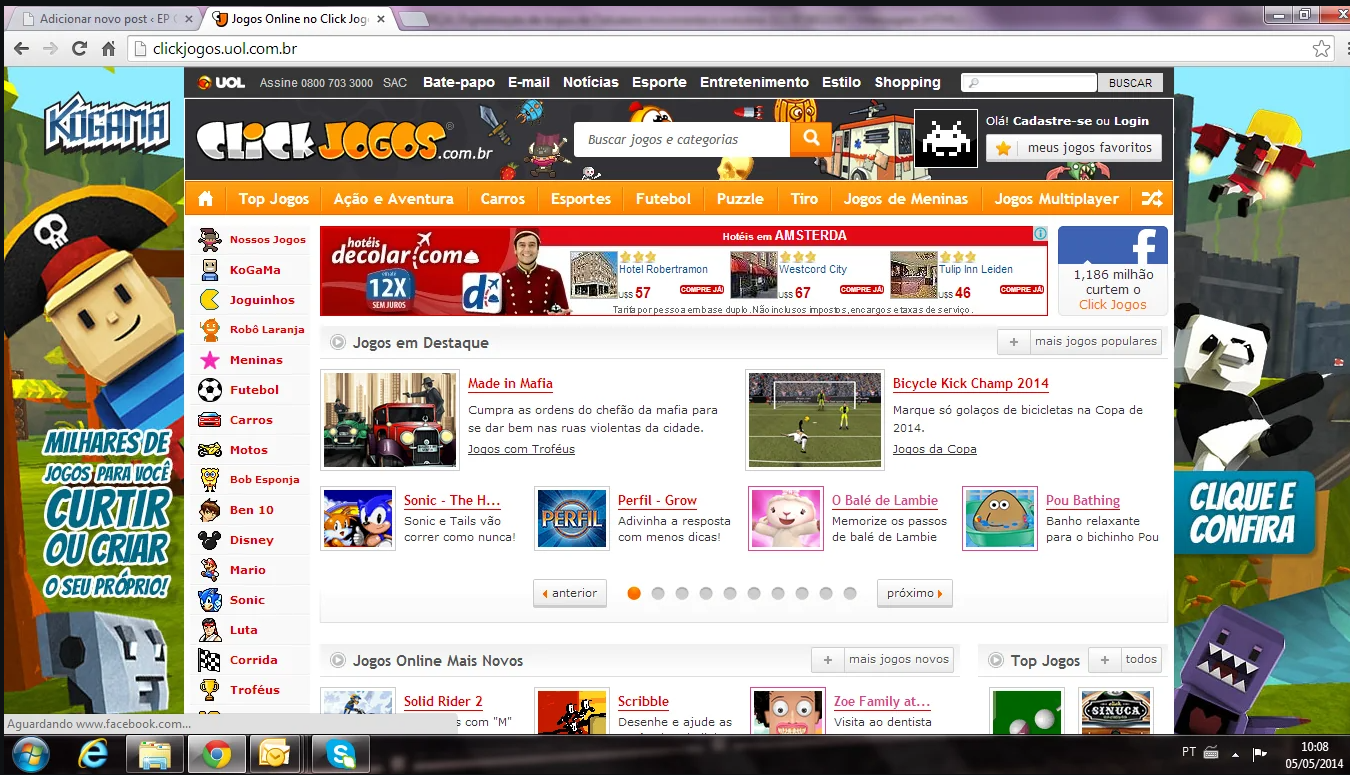 Adicionar novo post ‹ EP
Jogos Online no Click Jog
clickjogos.uol.com.br
UOL Assine 0800 703 3000 SAC Bate-papo E-mail Notícias Esporte Entretenimento Estilo Shopping BUSCAR
KOGAMA
CLICK JOGOS .com.br
Buscar jogos e categorias
Olá! Cadastre-se ou Login
meus jogos favoritos
Top Jogos Ação e Aventura Carros Esportes Futebol Puzzle Tiro Jogos de Meninas Jogos Multiplayer
MILHARES DE
JOGOS PARA VOCÊ
CURTIR
OU CRIAR
O SEU PRÓPRIO!
Nossos Jogos
KoGaMa
Joguinhos
Robô Laranja
Meninas
Futebol
Carros
Motos
Bob Esponja
Ben 10
Disney
Mario
Sonic
Luta
Corrida
Troféus
hotéis
decolar.com
em até
12X
SEM JUROS
d
Hotéis em AMSTERDA
Hotel Robertramon
U$S 57 COMPRE JÁ
Westcord City
U$S 67 COMPRE JÁ
Tulip Inn Leiden
U$S 46 COMPRE JÁ
Tarifa por pessoa em base duplo. Não inclusos impostos, encargos e taxas de serviço.
f
1,186 milhão
curtem o
Click Jogos
Jogos em Destaque
+ mais jogos populares
Made in Mafia
Cumpra as ordens do chefão da mafia para
se dar bem nas ruas violentas da cidade.
Jogos com Troféus
Bicycle Kick Champ 2014
Marque só golaços de bicicletas na Copa de
2014.
Jogos da Copa
Sonic - The H...
Sonic e Tails vão
correr como nunca!
PERFIL
Perfil - Grow
Adivinha a resposta
com menos dicas!
O Balé de Lambie
Memorize os passos
de balé de Lambie
Pou Bathing
Banho relaxante
para o bichinho Pou
anterior
próximo
CLIQUE E
CONFIRA
Jogos Online Mais Novos
+ mais jogos novos
Top Jogos
+ todos
Solid Rider 2
s com "M"
Scribble
Desenhe e ajude as
Zoe Family at...
Visita ao dentista
SINUCA
Aguardando www.facebook.com...
PT
10:08
05/05/2014